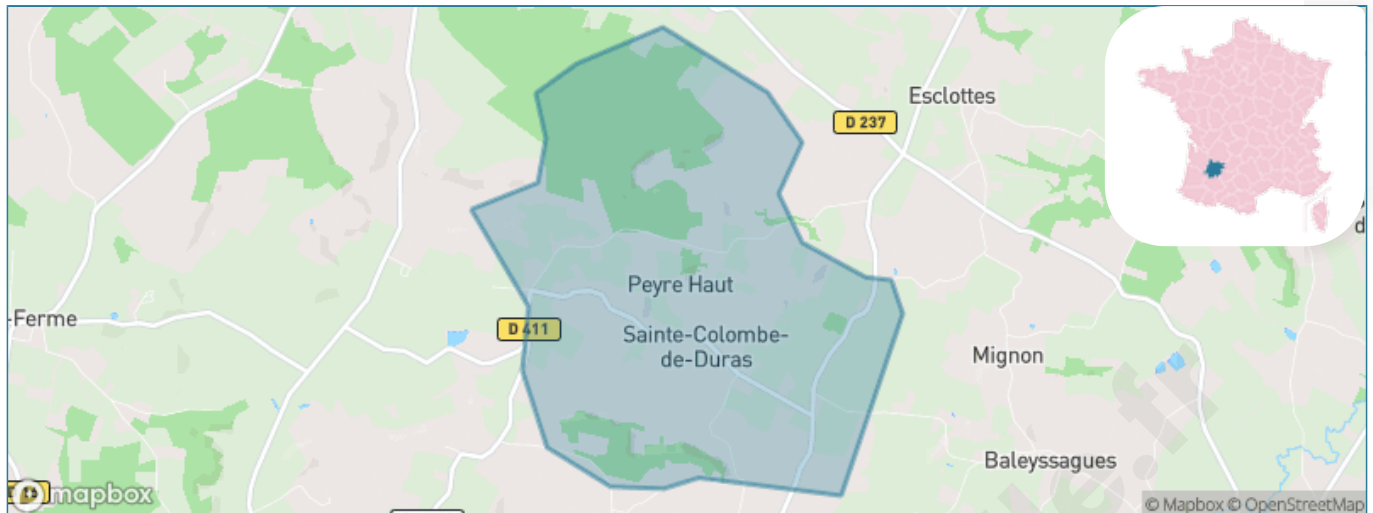 Esclottes
D 237
Peyre Haut
-Ferme
D 411
Sainte-Colombe-
de-Duras
Mignon
Baleyssagues
mapbox
© Mapbox © OpenStreetMap